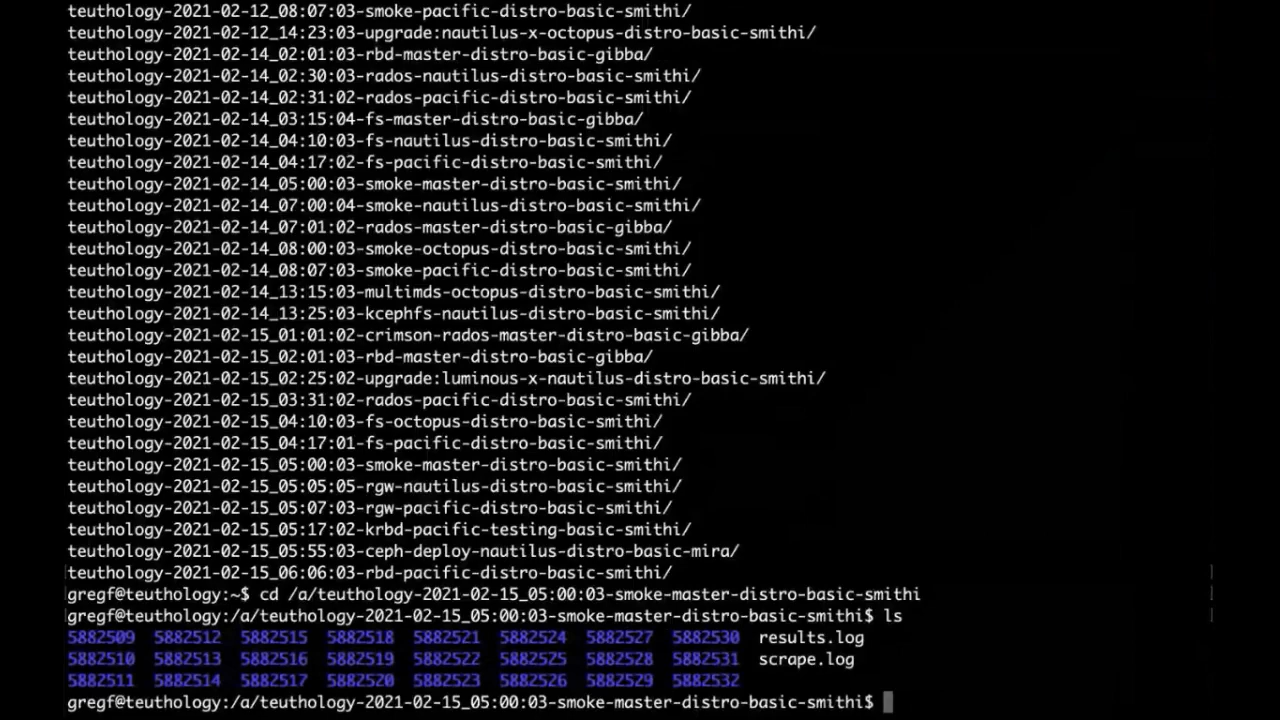 teuthology-2021-02-12_08:07:03-smoke-pacific-distro-basic-smithi/
teuthology-2021-02-12_14:23:03-upgrade:nautilus-x-octopus-distro-basic-smithi/
teuthology-2021-02-14_02:01:03-rbd-master-distro-basic-gibba/
teuthology-2021-02-14_02:30:03-rados-nautilus-distro-basic-smithi/
teuthology-2021-02-14_02:31:02-rados-pacific-distro-basic-smithi/
teuthology-2021-02-14_03:15:04-fs-master-distro-basic-gibba/
teuthology-2021-02-14_04:10:03-fs-nautilus-distro-basic-smithi/
teuthology-2021-02-14_04:17:02-fs-pacific-distro-basic-smithi/
teuthology-2021-02-14_05:00:03-smoke-master-distro-basic-smithi/
teuthology-2021-02-14_07:00:04-smoke-nautilus-distro-basic-smithi/
teuthology-2021-02-14_07:01:02-rados-master-distro-basic-gibba/
teuthology-2021-02-14_08:00:03-smoke-octopus-distro-basic-smithi/
teuthology-2021-02-14_08:07:03-smoke-pacific-distro-basic-smithi/
teuthology-2021-02-14_13:15:03-multimds-octopus-distro-basic-smithi/
teuthology-2021-02-14_13:25:03-kcephfs-nautilus-distro-basic-smithi/
teuthology-2021-02-15_01:01:02-crimson-rados-master-distro-basic-gibba/
teuthology-2021-02-15_02:01:03-rbd-master-distro-basic-gibba/
teuthology-2021-02-15_02:25:02-upgrade:luminous-x-nautilus-distro-basic-smithi/
teuthology-2021-02-15_03:31:02-rados-pacific-distro-basic-smithi/
teuthology-2021-02-15_04:10:03-fs-octopus-distro-basic-smithi/
teuthology-2021-02-15_04:17:01-fs-pacific-distro-basic-smithi/
teuthology-2021-02-15_05:00:03-smoke-master-distro-basic-smithi/
teuthology-2021-02-15_05:05:05-rgw-nautilus-distro-basic-smithi/
teuthology-2021-02-15_05:07:03-rgw-pacific-distro-basic-smithi/
teuthology-2021-02-15_05:17:02-krbd-pacific-testing-basic-smithi/
teuthology-2021-02-15_05:55:03-ceph-deploy-nautilus-distro-basic-mira/
teuthology-2021-02-15_06:06:03-rbd-pacific-distro-basic-smithi/
gregf@teuthology:~$ cd /a/teuthology-2021-02-15_05:00:03-smoke-master-distro-basic-smithi
gregf@teuthology:/a/teuthology-2021-02-15_05:00:03-smoke-master-distro-basic-smithi$ ls
5882509 5882512 5882515 5882518 5882521 5882524 5882527 5882530 results.log
5882510 5882513 5882516 5882519 5882522 5882525 5882528 5882531 scrape.log
5882511 5882514 5882517 5882520 5882523 5882526 5882529 5882532
gregf@teuthology:/a/teuthology-2021-02-15_05:00:03-smoke-master-distro-basic-smithi$